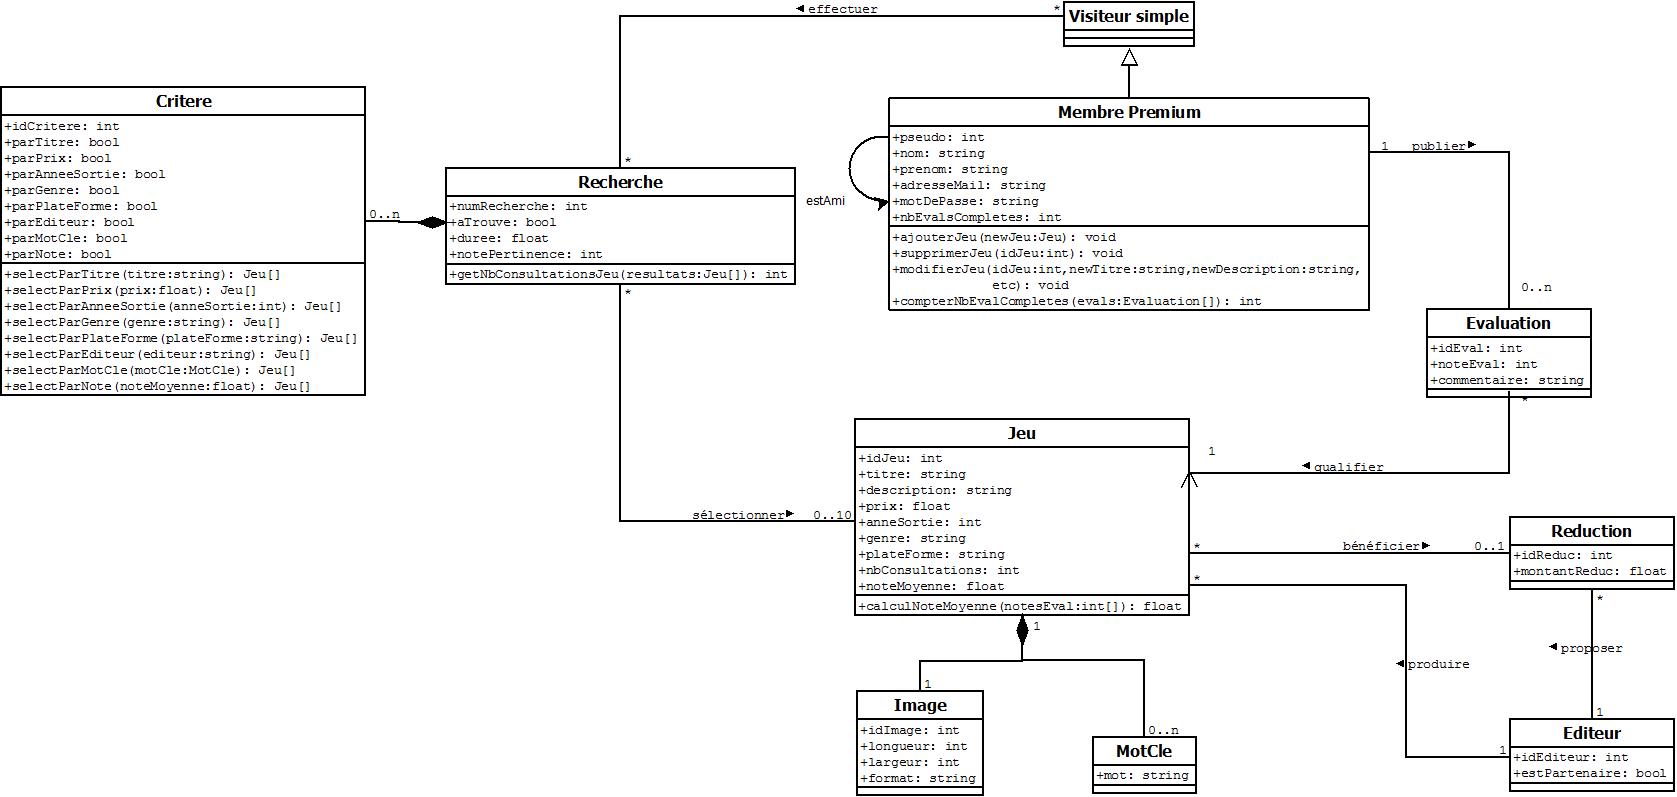 effectuer
*
Visiteur simple
*
Critere
+idCritere: int
+parTitre: bool
+parPrix: bool
+parAnneeSortie: bool
+parGenre: bool
+parPlateForme: bool
+parEditeur: bool
+parMotCle: bool
+parNote: bool
+selectParTitre(titre:string): Jeu[]
+selectParPrix(prix:float): Jeu[]
+selectParAnneeSortie(anneSortie:int): Jeu[]
+selectParGenre(genre:string): Jeu[]
+selectParPlateForme(plateForme:string): Jeu[]
+selectParEditeur(editeur:string): Jeu[]
+selectParMotCle(motCle:MotCle): Jeu[]
+selectParNote(noteMoyenne:float): Jeu[]
0..n
Recherche
+numRecherche: int
+aTrouve: bool
+duree: float
+notePertinence: int
+getNbConsultationsJeu(resultats:Jeu[]): int
*
estAmi
Membre Premium
+pseudo: int
+nom: string
+prenom: string
+adresseMail: string
+motDePasse: string
+nbEvalsCompletes: int
+ajouterJeu(newJeu:Jeu): void
+supprimerJeu(idJeu:int): void
+modifierJeu(idJeu:int,newTitre:string,newDescription:string,
etc): void
+compterNbEvalCompletes(evals:Evaluation[]): int
1 publier
0..n
Evaluation
+idEval: int
+noteEval: int
+commentaire: string
*
1
qualifier
sélectionner 0..10
Jeu
+idJeu: int
+titre: string
+description: string
+prix: float
+anneSortie: int
+genre: string
+plateForme: string
+nbConsultations: int
+noteMoyenne: float
+calculNoteMoyenne(notesEval:int[]): float
* bénéficier 0..1
*
Reduction
+idReduc: int
+montantReduc: float
*
proposer
produire
1
1
Editeur
+idEditeur: int
+estPartenaire: bool
1
1
Image
+idImage: int
+longueur: int
+largeur: int
+format: string
0..n
MotCle
+mot: string